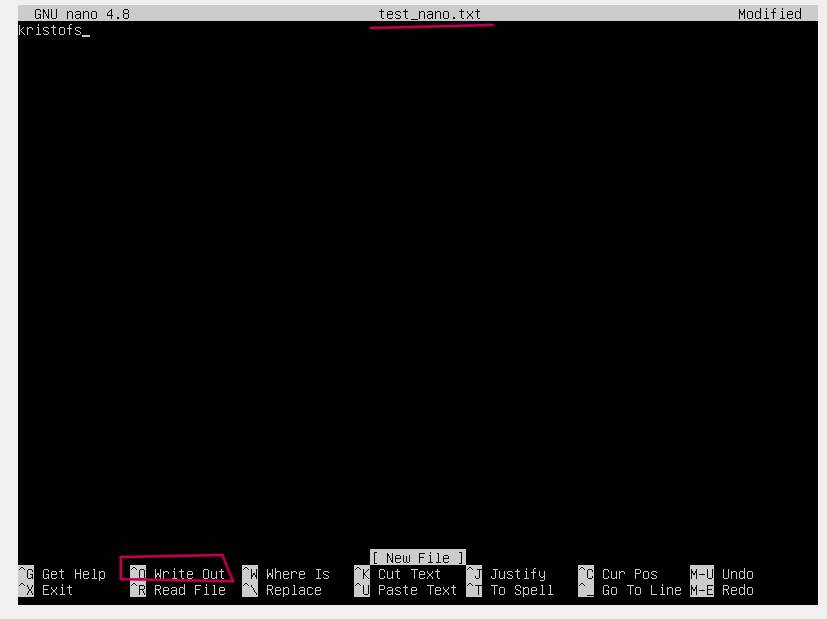 GNU nano 4.8 test_nano.txt Modified
kristofs_
[ New File ]
^G Get Help ^O Write Out ^W Where Is ^K Cut Text ^J Justify ^C Cur Pos M-U Undo
^X Exit ^R Read File ^\ Replace ^U Paste Text ^T To Spell ^_ Go To Line M-E Redo